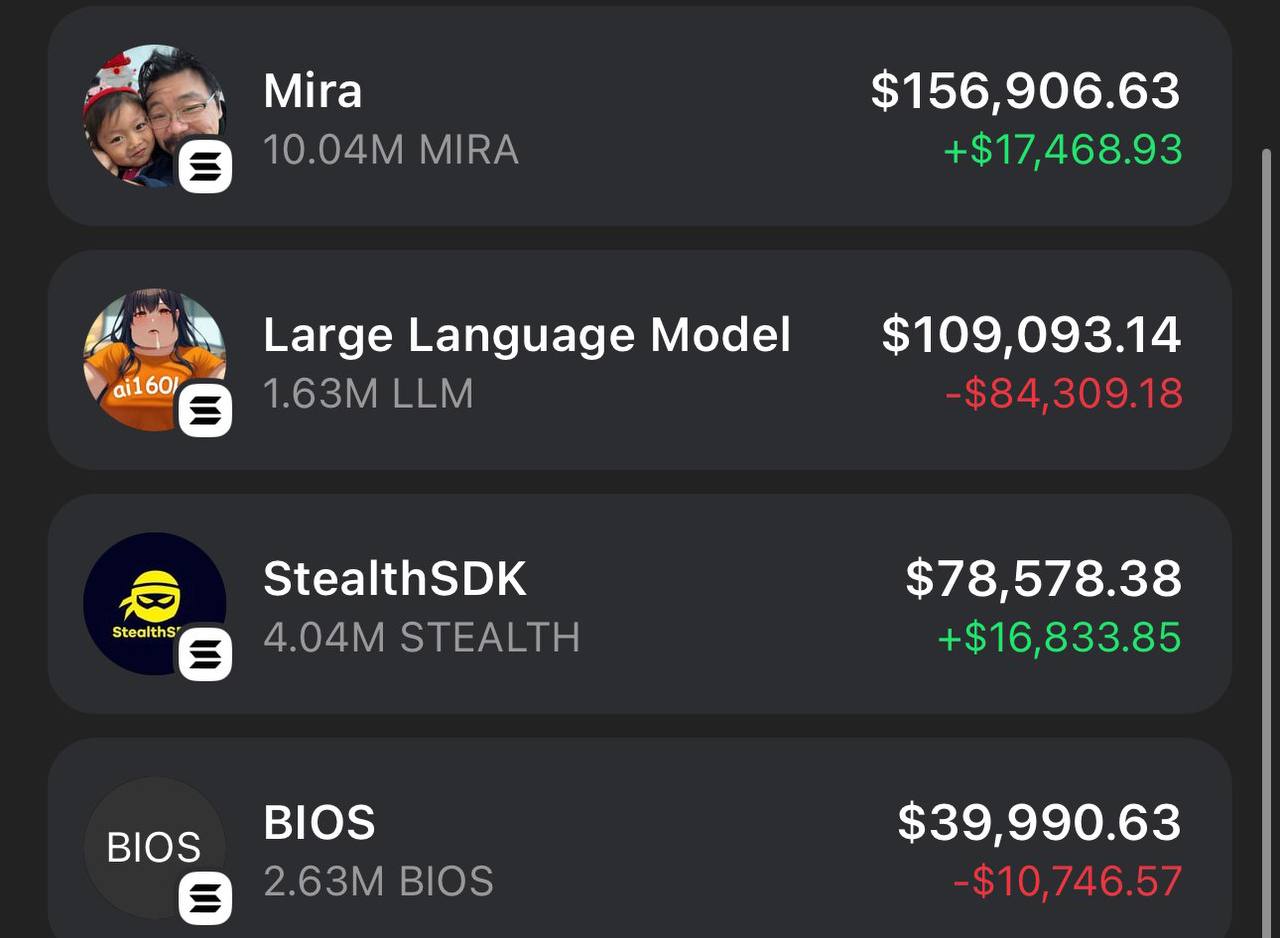 Mira
$156,906.63
10.04M MIRA
+$17,468.93
ai160
Large Language Model
$109,093.14
1.63M LLM
-$84,309.18
StealthS
StealthSDK
$78,578.38
4.04M STEALTH
+$16,833.85
BIOS
BIOS
$39,990.63
2.63M BIOS
-$10,746.57